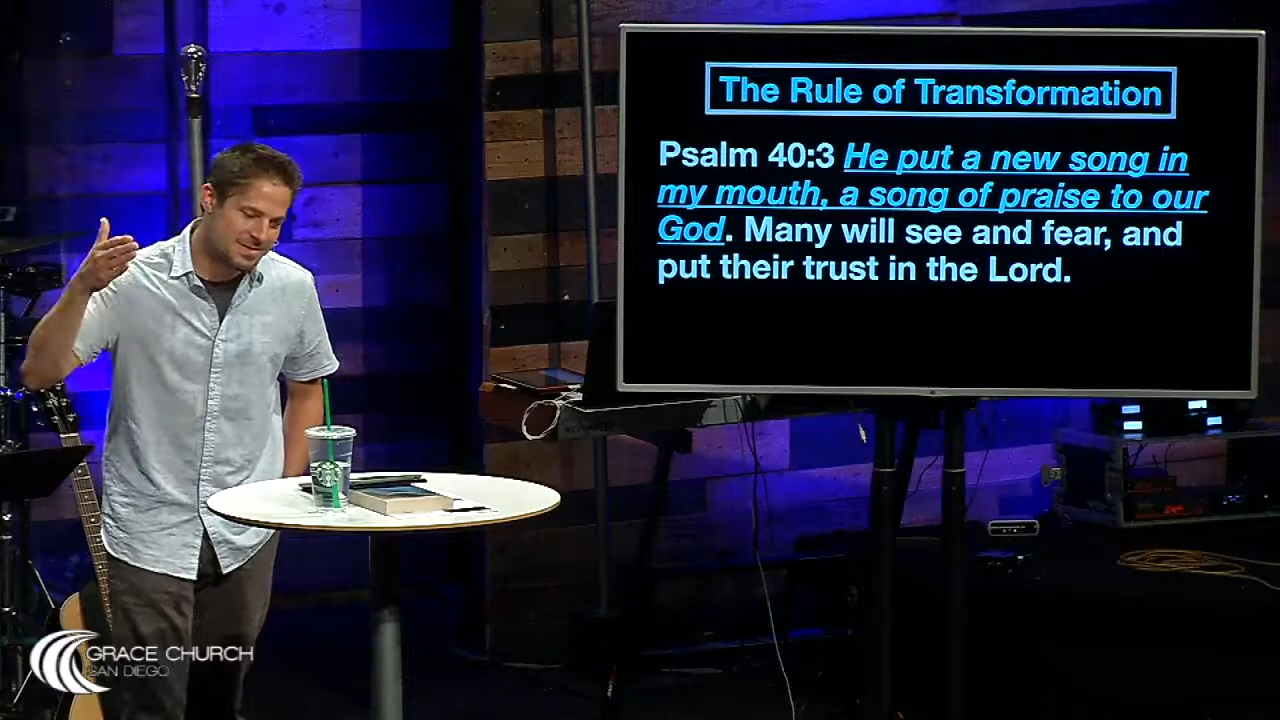 The Rule of Transformation
Psalm 40:3 He put a new song in
my mouth, a song of praise to our
God. Many will see and fear, and
put their trust in the Lord.
GRACE CHURCH
SAN DIEGO